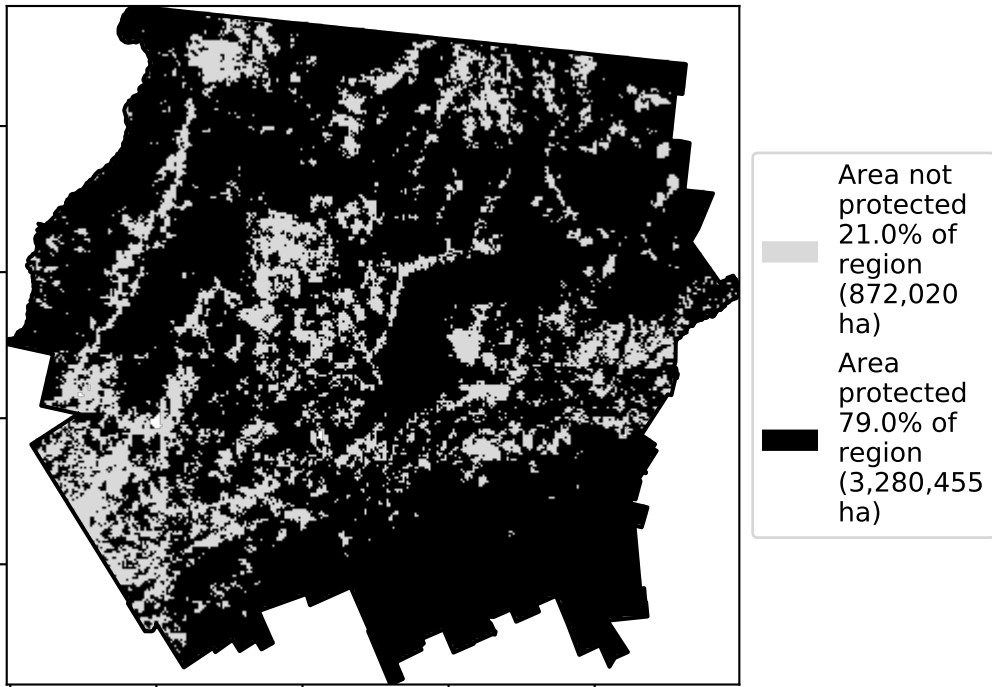 Area not
protected
21.0% of
region
(872,020
ha)
Area
protected
79.0% of
region
(3,280,455
ha)